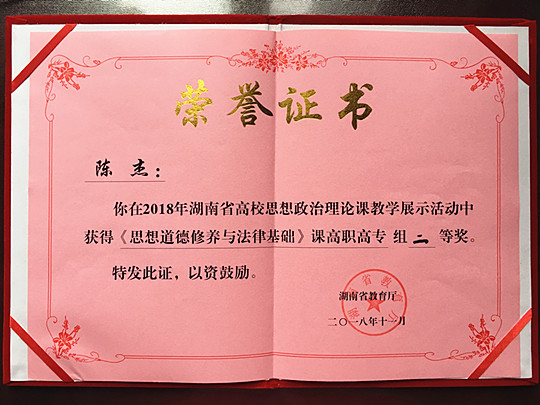 荣誉证书
陈杰：
你在2018年湖南省高校思想政治理论课教学展示活动中
获得《思想道德修养与法律基础》课高职高专 组 二 等奖。
特发此证，以资鼓励。
湖南省教育厅
二〇一八年十一月